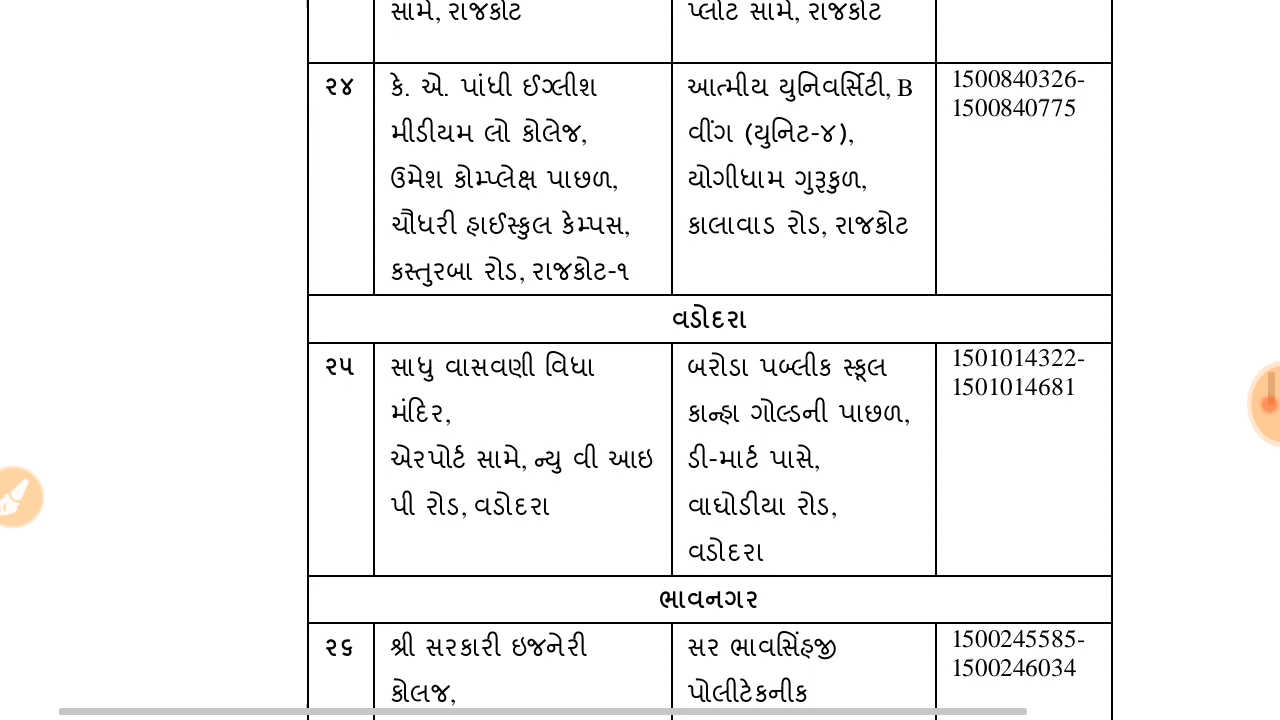 સામે, રાજકોટ
પ્લોટ સામે, રાજકોટ
૨૪
કે. એ. પાંધી ઈગ્લીશ
મીડીયમ લો કોલેજ,
ઉમેશ કોમ્પ્લેક્ષ પાછળ,
ચૌધરી હાઈસ્કુલ કેમ્પસ,
કસ્તુરબા રોડ, રાજકોટ-૧
આત્મીય યુનિવર્સિટી, B
વીંગ (યુનિટ-૪),
યોગીધામ ગુરૂકુળ,
કાલાવાડ રોડ, રાજકોટ
1500840326-
1500840775
વડોદરા
૨૫
સાધુ વાસવણી વિધા
મંદિર,
એરપોર્ટ સામે, ન્યુ વી આઇ
પી રોડ, વડોદરા
બરોડા પબ્લીક સ્કૂલ
કાન્હા ગોલ્ડની પાછળ,
ડી-માર્ટ પાસે,
વાઘોડીયા રોડ,
વડોદરા
1501014322-
1501014681
ભાવનગર
૨૬
શ્રી સરકારી ઇજનેરી
કોલજ,
સર ભાવસિંહજી
પોલીટેકનીક
1500245585-
1500246034